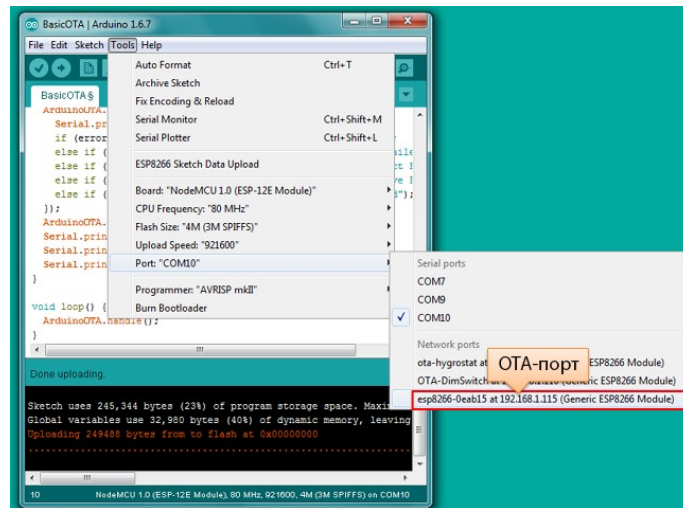 BasicOTA | Arduino 1.6.7
File Edit Sketch Tools Help
Auto Format Ctrl+T
Archive Sketch
Fix Encoding & Reload
Serial Monitor Ctrl+Shift+M
Serial Plotter Ctrl+Shift+L
ESP8266 Sketch Data Upload
Board: "NodeMCU 1.0 (ESP-12E Module)"
CPU Frequency: "80 MHz"
Flash Size: "4M (3M SPIFFS)"
Upload Speed: "921600"
Port: "COM10"
Programmer: "AVRISP mkII"
Burn Bootloader
BasicOTA §
ArduinoOTA.
Serial.pr
if (error
else if (
else if (
else if (
else if (
});
ArduinoOTA.
Serial.prin
Serial.prin
Serial.prin
}
void loop() {
ArduinoOTA.handle();
}
Serial ports
COM7
COM9
COM10
Network ports
ota-hygrostat at ESP8266 Module)
OTA-DimSwitch ESP8266 Module)
OTA-порт
esp8266-0eab15 at 192.168.1.115 (Generic ESP8266 Module)
Done uploading.
Sketch uses 245,344 bytes (23%) of program storage space. Maxi
Global variables use 32,980 bytes (40%) of dynamic memory, leaving
Uploading 249488 bytes from to flash at 0x00000000
10 NodeMCU 1.0 (ESP-12E Module), 80 MHz, 921600, 4M (3M SPIFFS) on COM10